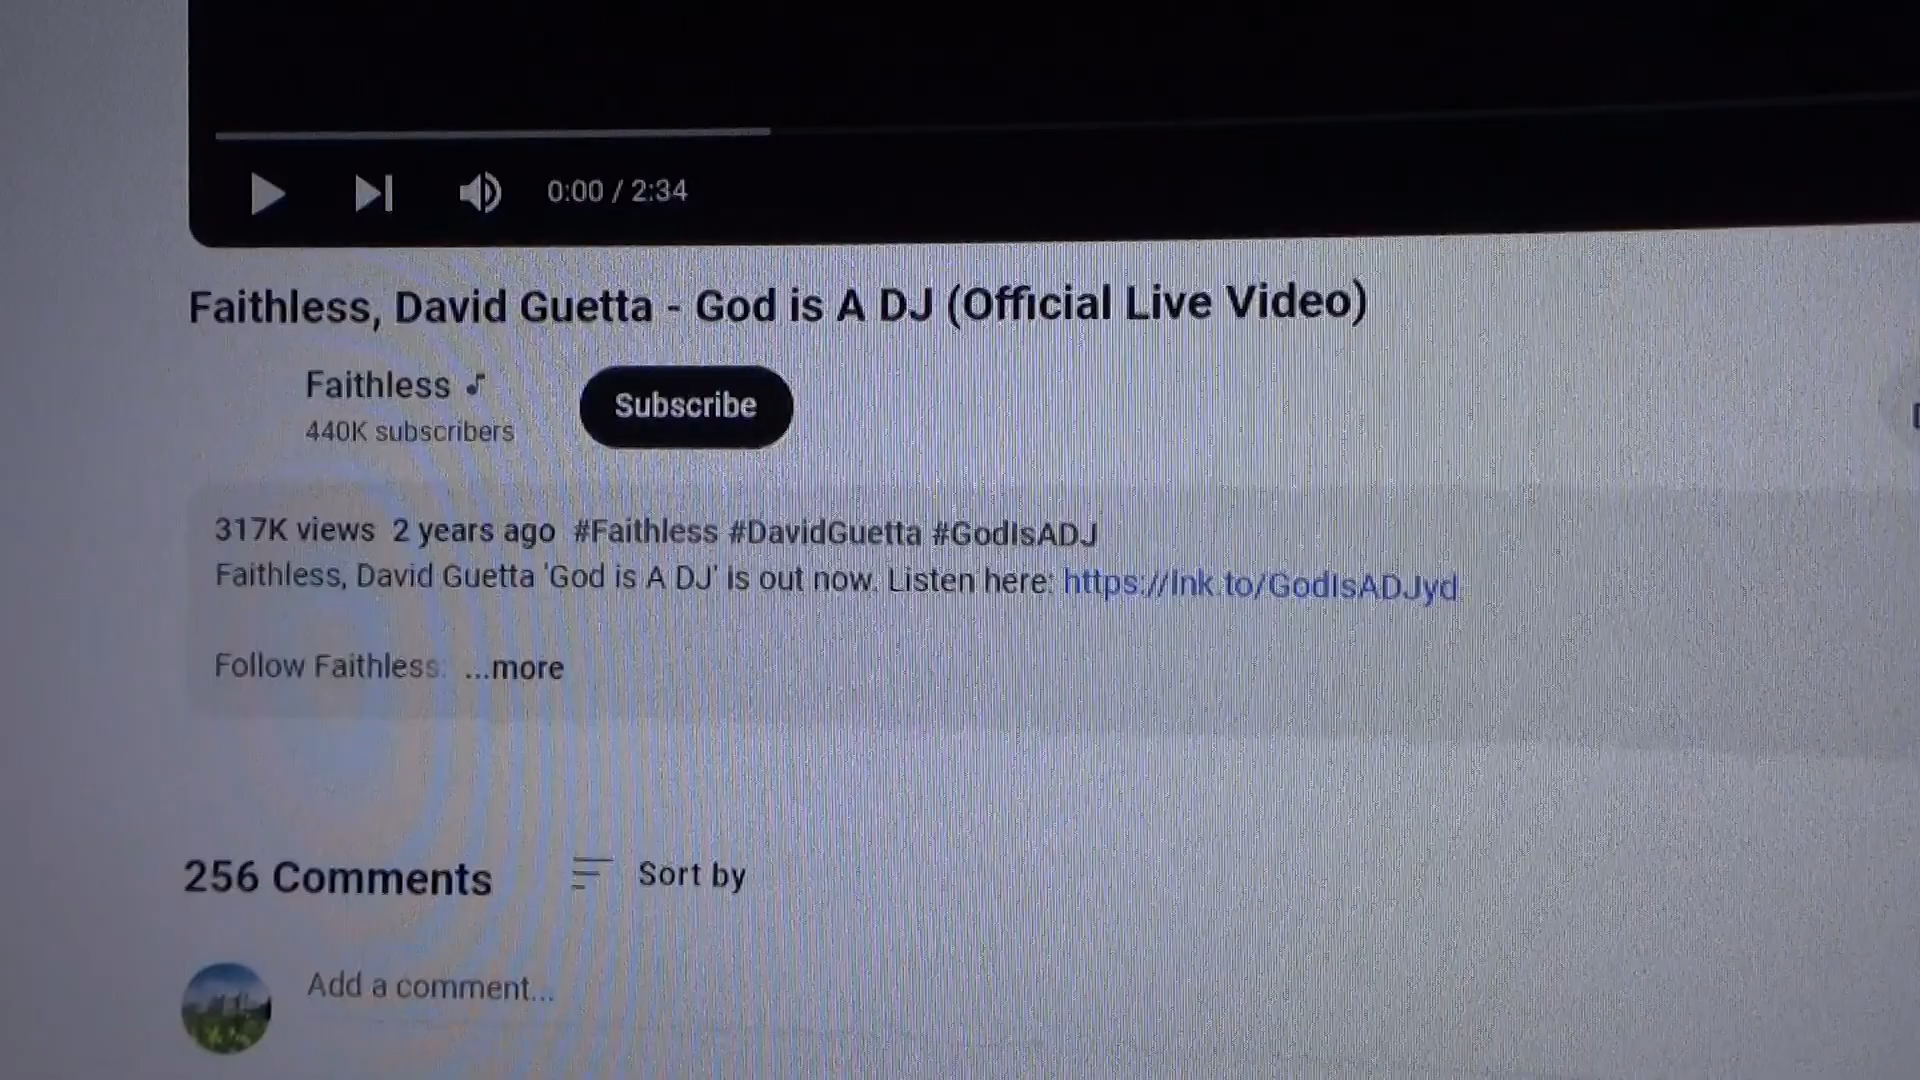 0:00 / 2:34
Faithless, David Guetta - God is A DJ (Official Live Video)
Faithless
440K subscribers
Subscribe
317K views 2 years ago #Faithless #DavidGuetta #GodIsADJ
Faithless, David Guetta 'God is A DJ' is out now. Listen here: https://lnk.to/GodIsADJyd
Follow Faithless: ...more
256 Comments
Sort by
Add a comment...